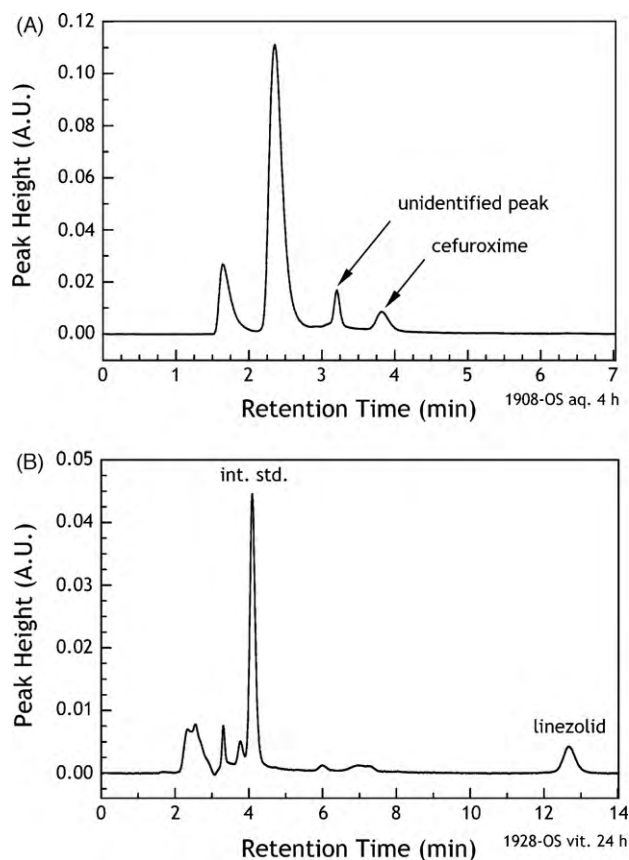 (A)
0.12
0.10
0.08
0.06
0.04
0.02
0.00
Peak Height (A.U.)
unidentified peak
cefuroxime
0 1 2 3 4 5 6 7
Retention Time (min)
1908-OS aq. 4 h
(B)
0.05
0.04
0.03
0.02
0.01
0.00
Peak Height (A.U.)
int. std.
linezolid
0 2 4 6 8 10 12 14
Retention Time (min)
1928-OS vit. 24 h